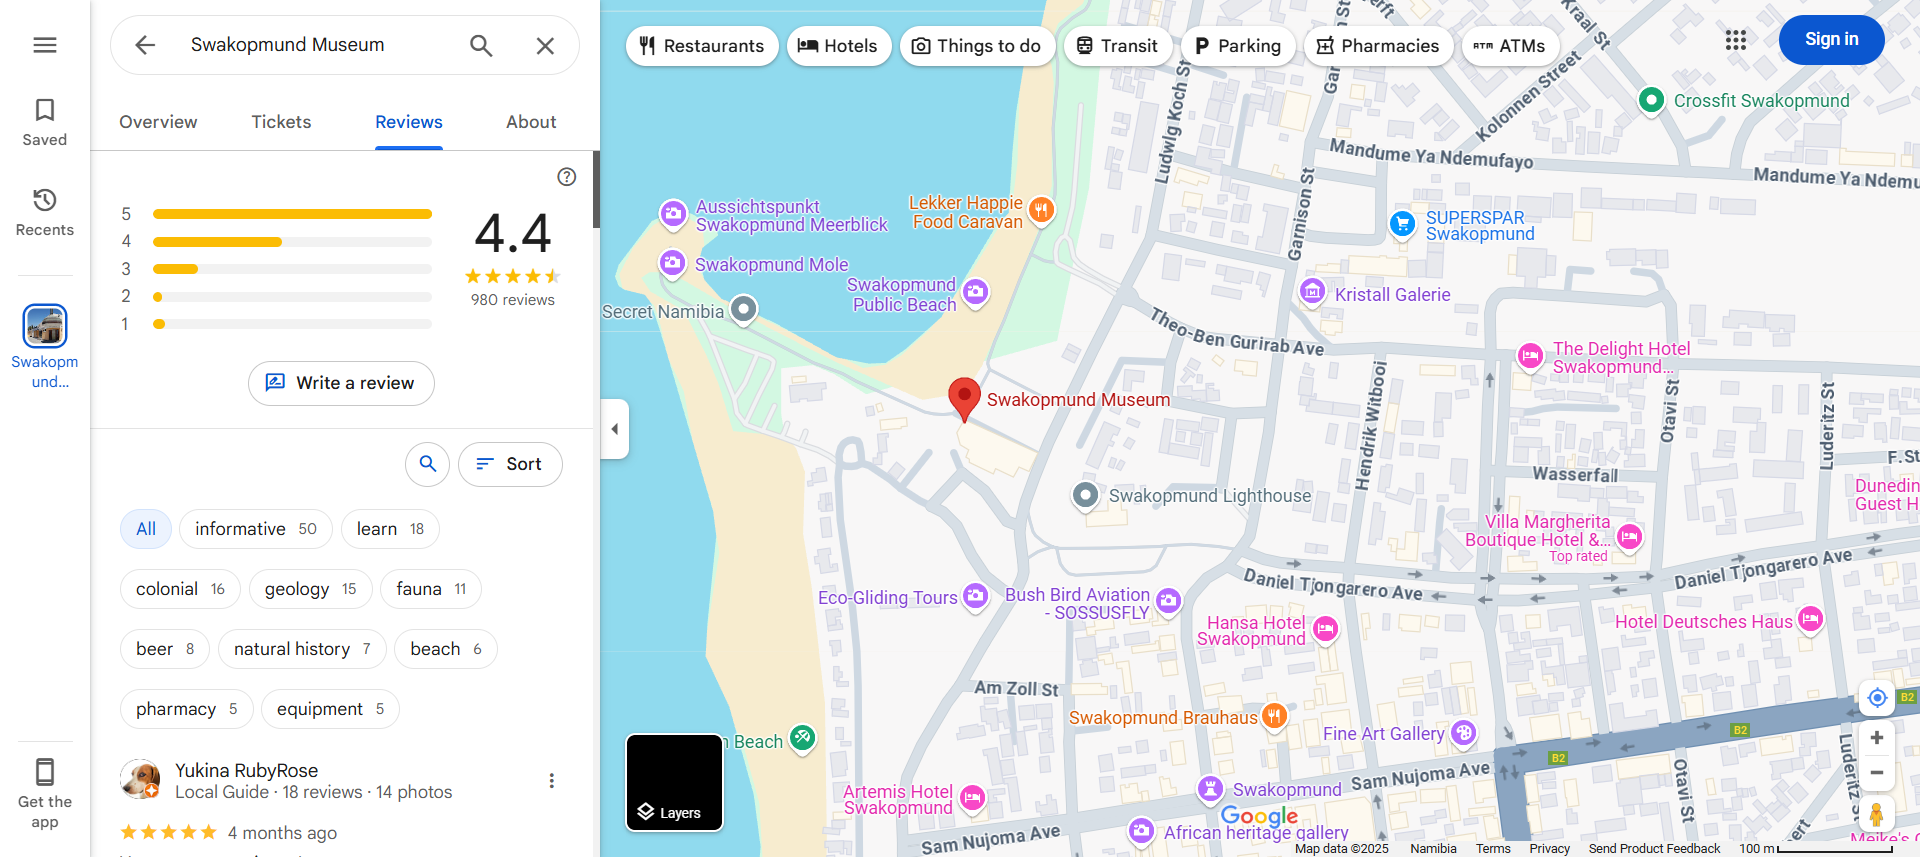 Saved
Recents
Swakopm
und...
Get the
app
Swakopmund Museum
Overview
Tickets
Reviews
About
5
4
3
2
1
4.4
980 reviews
Write a review
Sort
All
informative 50
learn 18
colonial 16
geology 15
fauna 11
beer 8
natural history 7
beach 6
pharmacy 5
equipment 5
Yukina RubyRose
Local Guide · 18 reviews · 14 photos
4 months ago
Restaurants
Hotels
Things to do
Transit
Parking
Pharmacies
ATMs
Sign in
Kraal St
Kolonnen Street
Crossfit Swakopmund
Ludwlg Koch St
Garnison St
Mandume Ya Ndemufayo
Mandume Ya Ndemu
Aussichtspunkt
Swakopmund Meerblick
Lekker Happie
Food Caravan
SUPERSPAR
Swakopmund
Swakopmund Mole
Swakopmund
Public Beach
Kristall Galerie
Secret Namibia
Theo-Ben Gurirab Ave
The Delight Hotel
Swakopmund...
Swakopmund Museum
Hendrik Witbooi
Otavi St
Luderitz St
F.St
Wasserfall
Swakopmund Lighthouse
Dunedin
Guest H
Villa Margherita
Boutique Hotel &...
Top rated
Daniel Tjongarero Ave
Daniel Tjongarero Ave
Eco-Gliding Tours
Bush Bird Aviation
- SOSSUSFLY
Hansa Hotel
Swakopmund
Hotel Deutsches Haus
Am Zoll St
Swakopmund Brauhaus
Fine Art Gallery
B2
B2
B2
n Beach
Layers
Artemis Hotel
Swakopmund
Swakopmund
Sam Nujoma Ave
Sam Nujoma Ave
Otavi St
Luderitz S
Google
African heritage gallery
Meike's G
Map data ©2025
Namibia
Terms
Privacy
Send Product Feedback
100 m